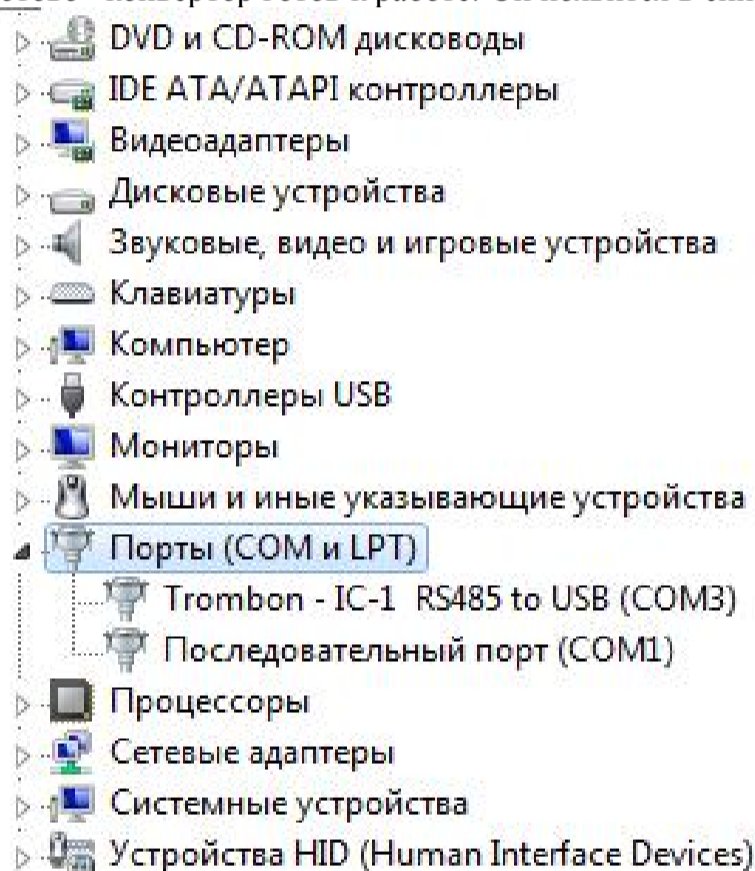 DVD и CD-ROM дисководы
IDE ATA/ATAPI контроллеры
Видеоадаптеры
Дисковые устройства
Звуковые, видео и игровые устройства
Клавиатуры
Компьютер
Контроллеры USB
Мониторы
Мыши и иные указывающие устройства
Порты (COM и LPT)
Trombon - IC-1  RS485 to USB (COM3)
Последовательный порт (COM1)
Процессоры
Сетевые адаптеры
Системные устройства
Устройства HID (Human Interface Devices)